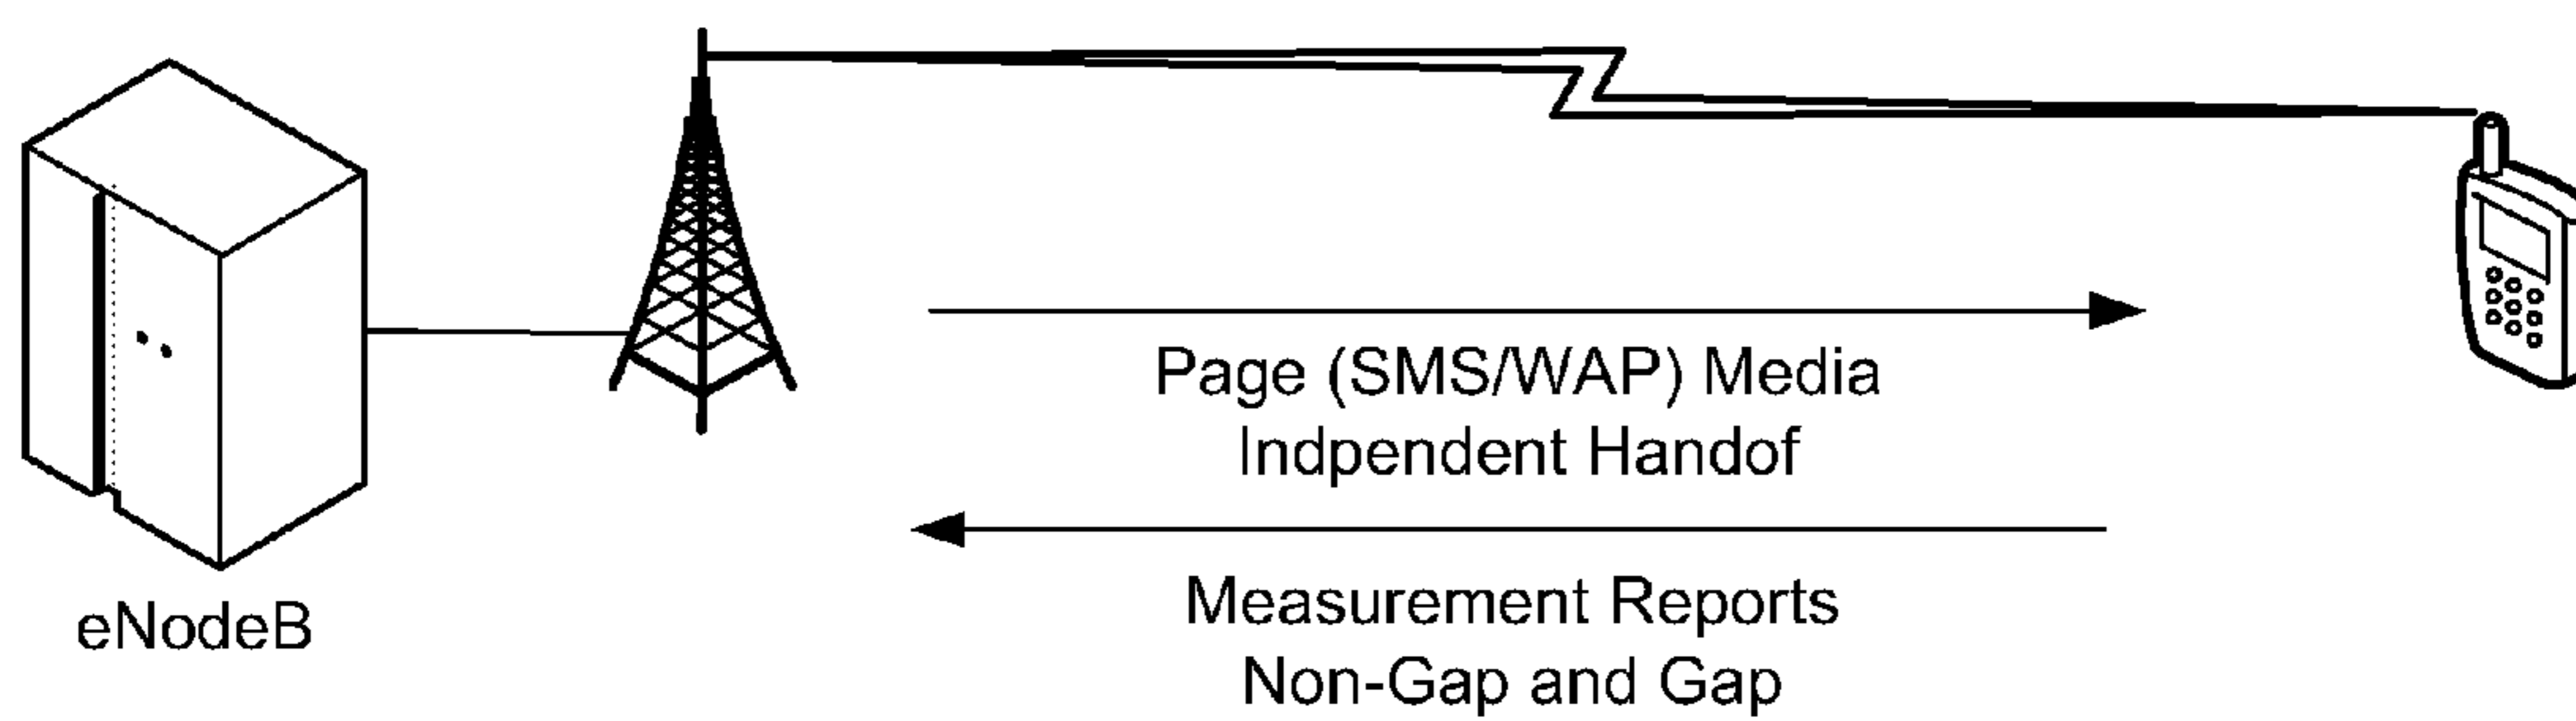 Page (SMS/WAP) Media
Indpendent Handof
Measurement Reports
Non-Gap and Gap
eNodeB